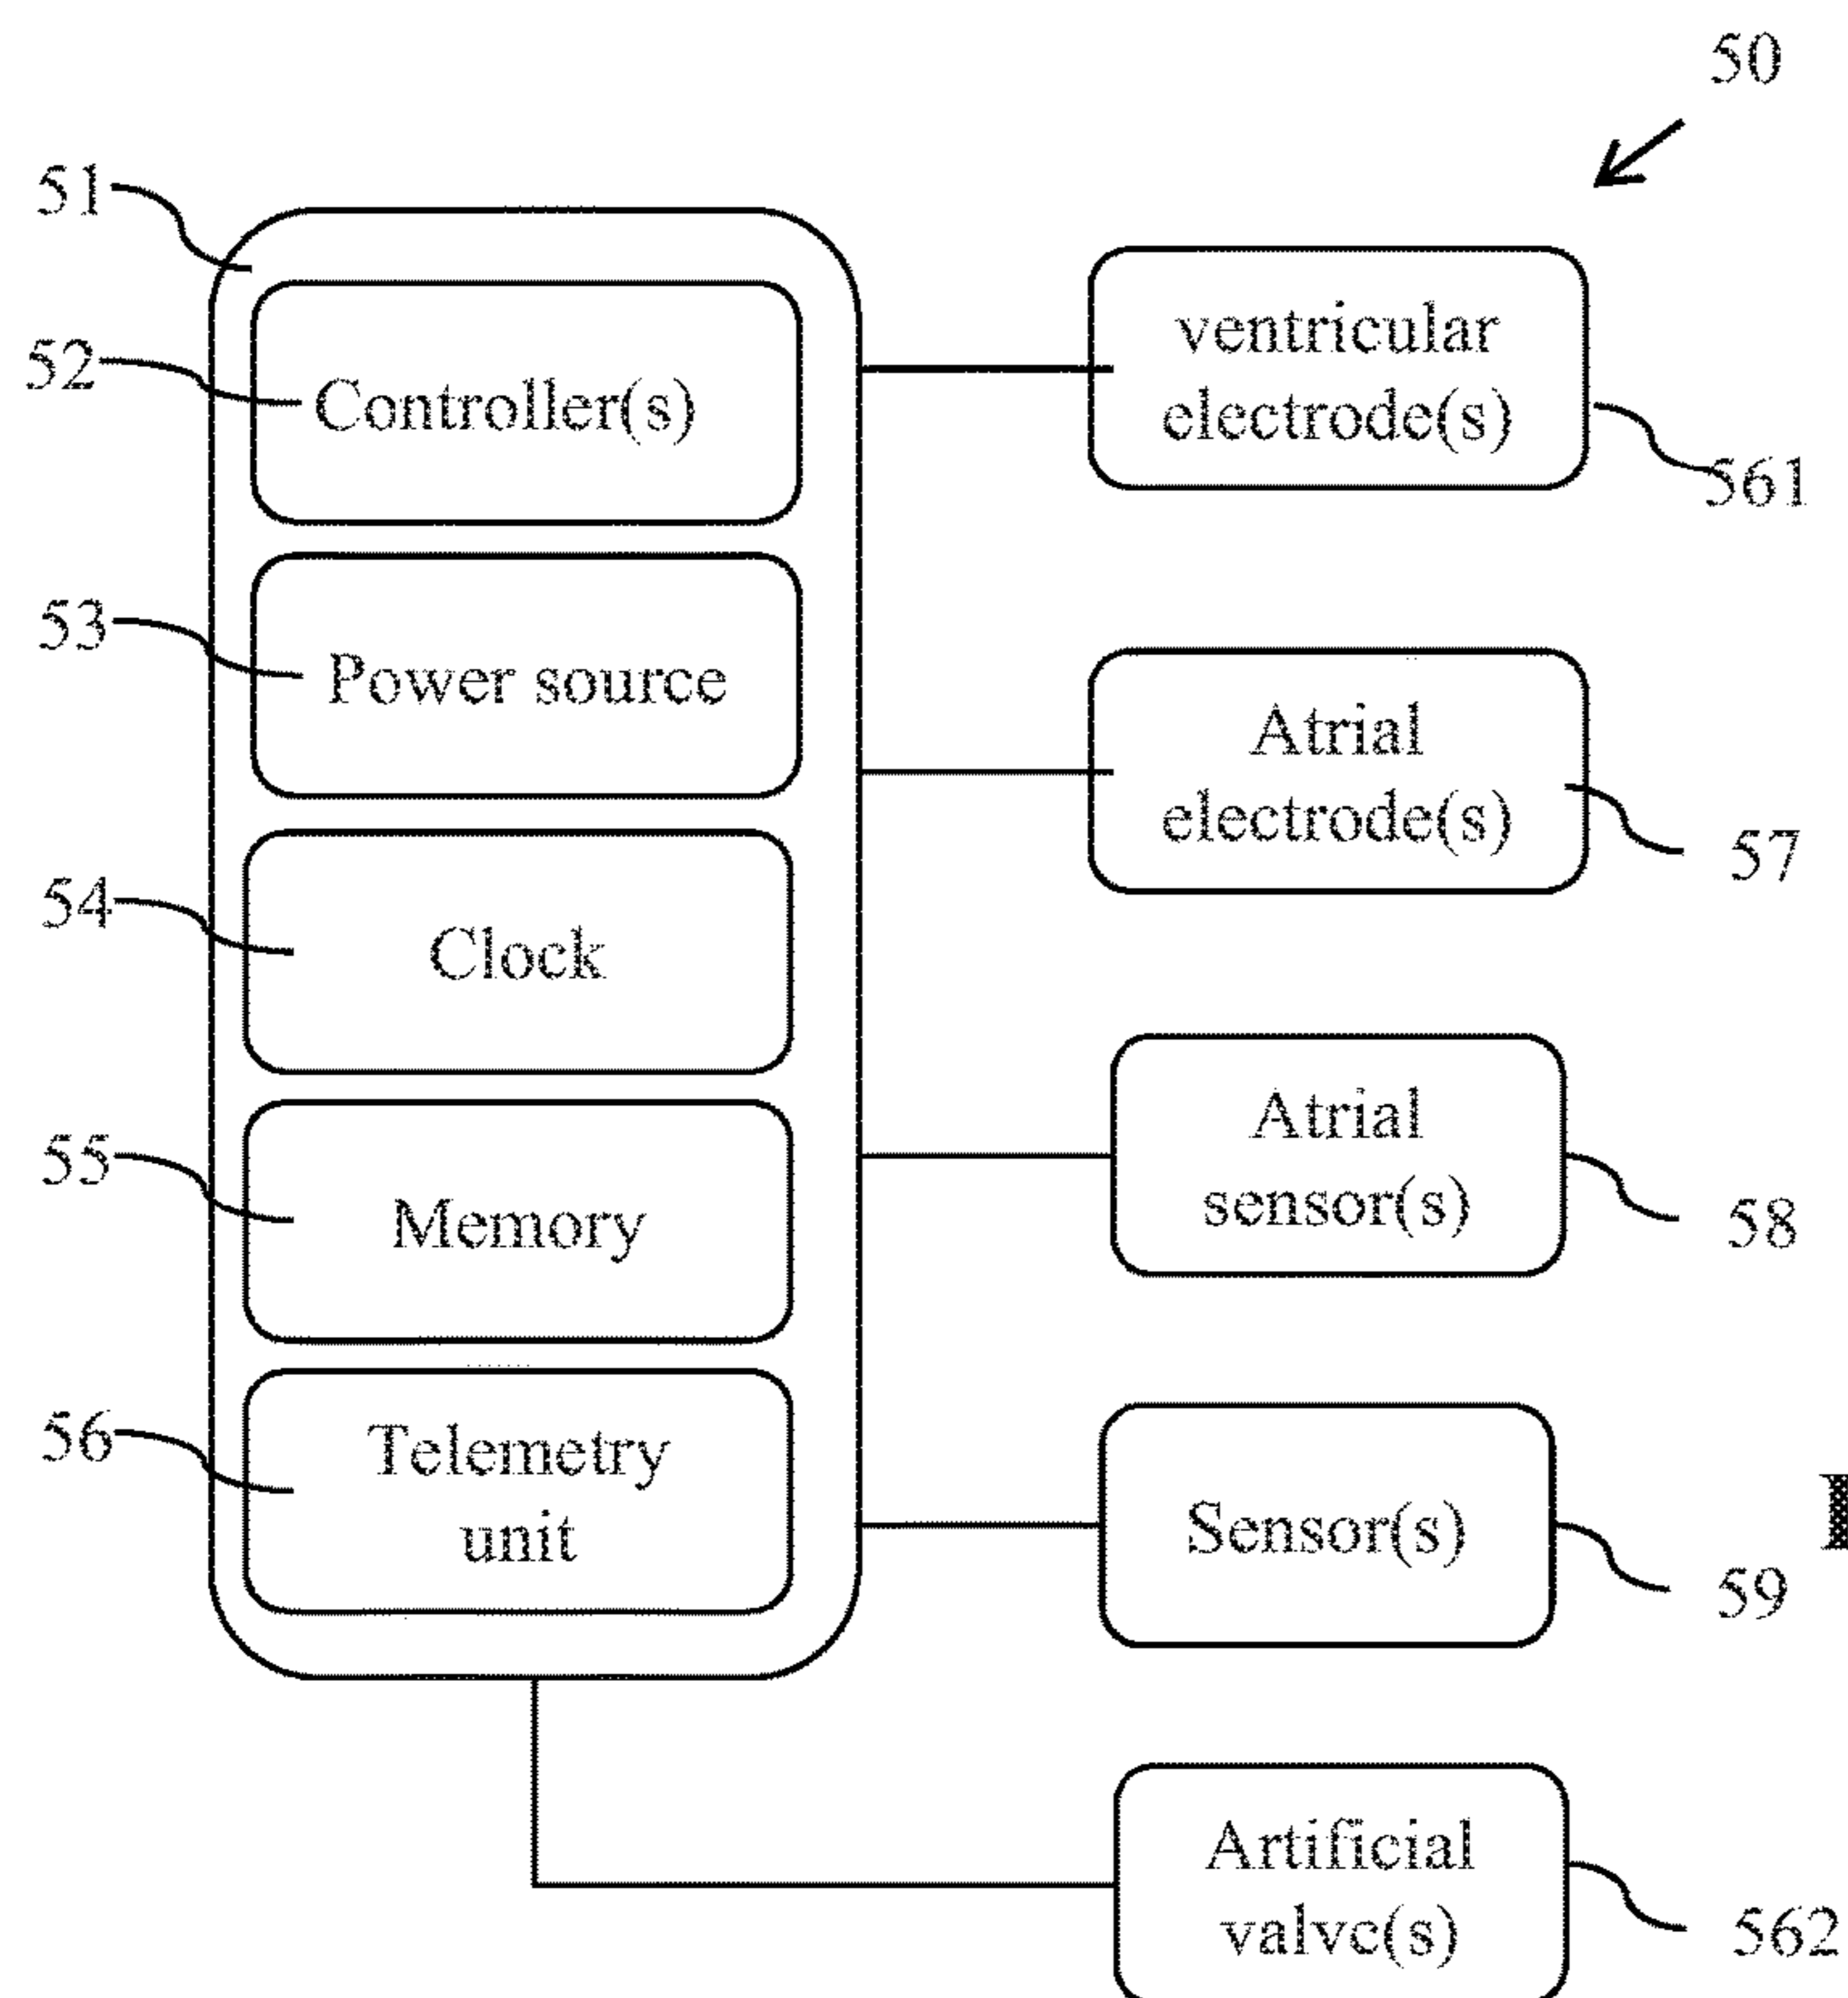 50
51
ventricular
electrode(s)
561
52
Controller(s)
53
Power source
Atrial
electrode(s)
57
54
Clock
Atrial
sensor(s)
58
55
Memory
56
Telemetry
unit
Sensor(s)
59
Artificial
valve(s)
562